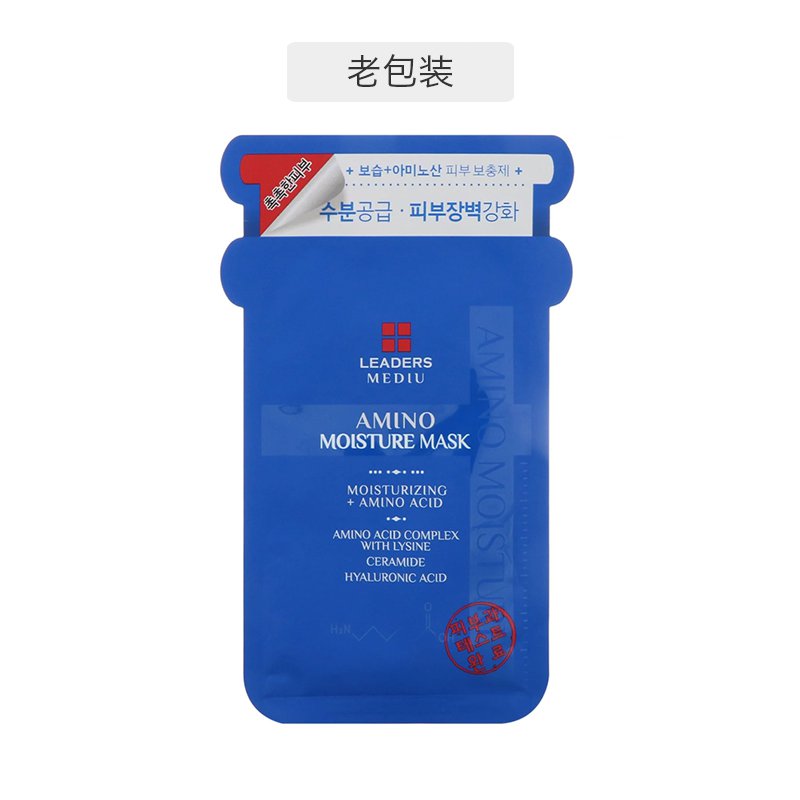 老包装
촉촉한피부
+ 보습+아미노산 피부 보충제 +
수분공급 · 피부장벽강화
LEADERS
MEDIU
AMINO
MOISTURE MASK
MOISTURIZING
+ AMINO ACID
AMINO ACID COMPLEX
WITH LYSINE
CERAMIDE
HYALURONIC ACID
AMINO MOISTU
H₂N
O
OH
피부과
테스트
완료